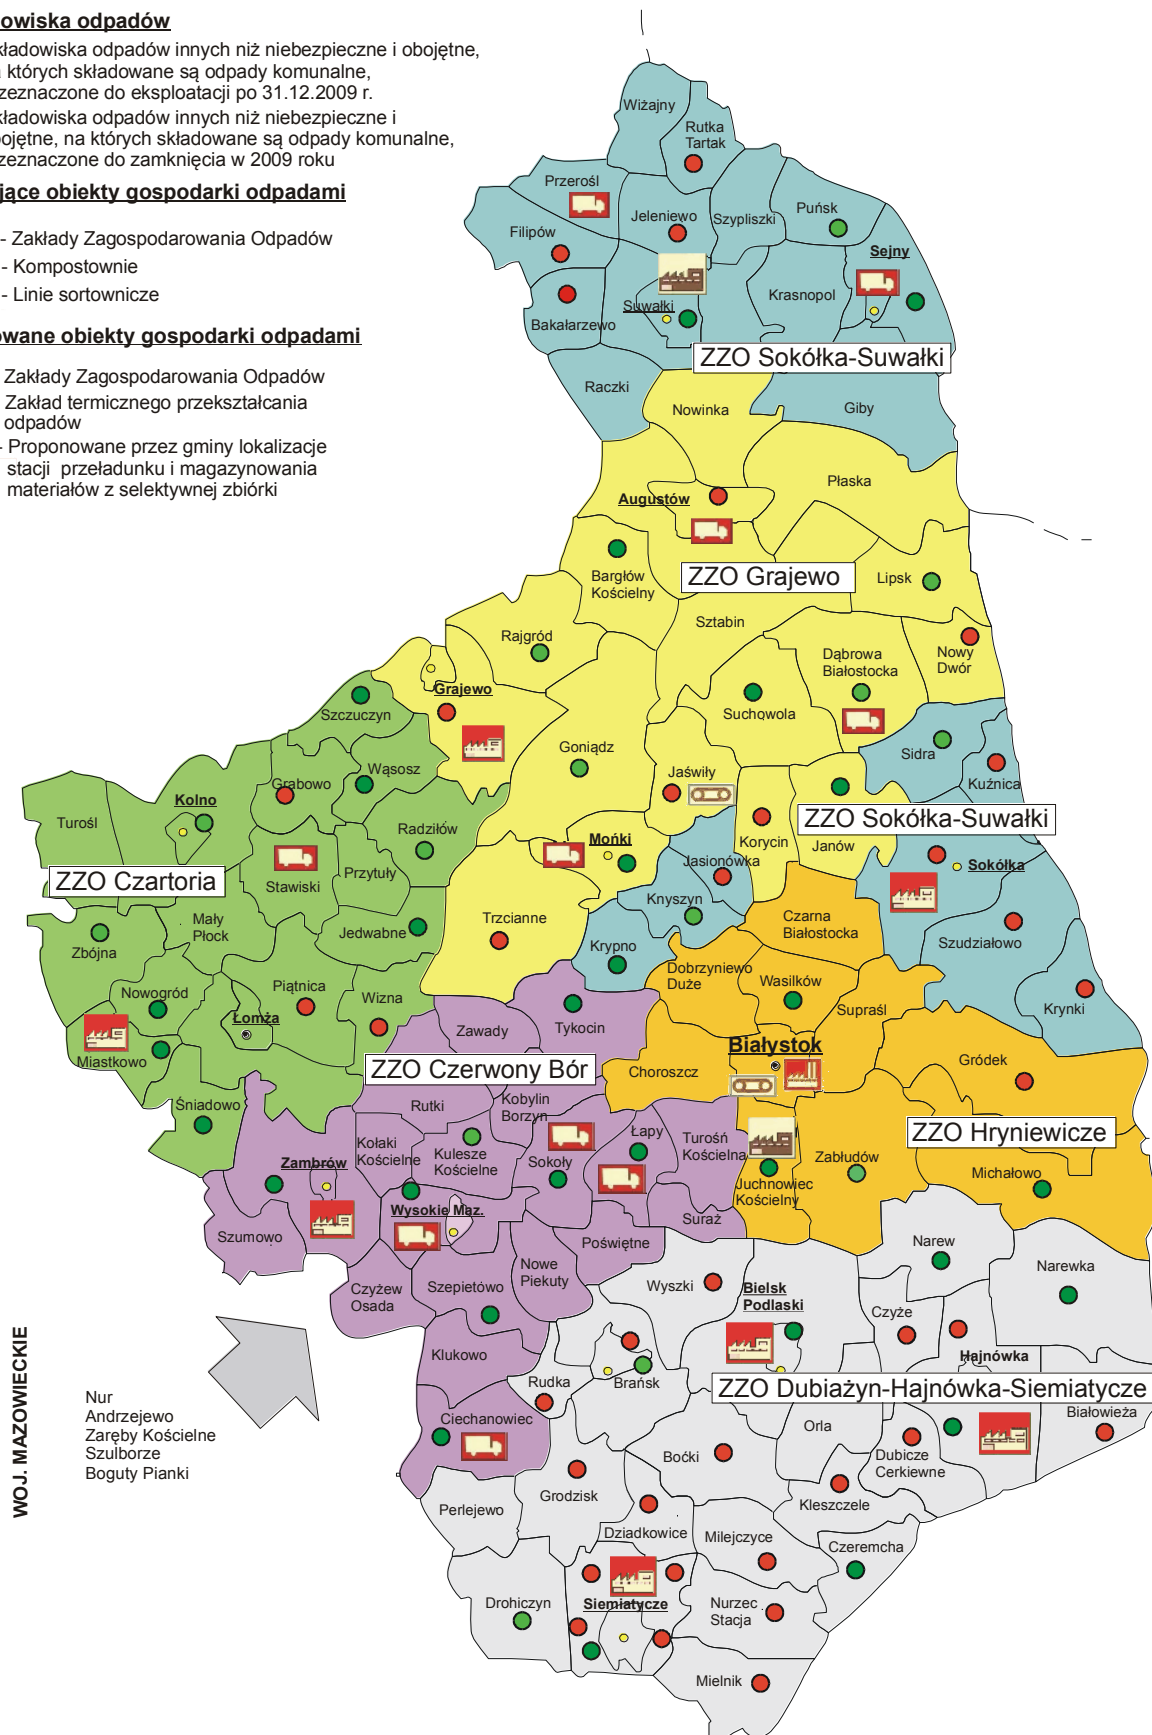 owiska odpadów
kładowiska odpadów innych niż niebezpieczne i obojętne,
których składowane są odpady komunalne,
zeznaczone do eksploatacji po 31.12.2009 r.
kładowiska odpadów innych niż niebezpieczne i
ojętne, na których składowane są odpady komunalne,
zeznaczone do zamknięcia w 2009 roku
jące obiekty gospodarki odpadami
- Zakłady Zagospodarowania Odpadów
- Kompostownie
- Linie sortownicze
owane obiekty gospodarki odpadami
Zakłady Zagospodarowania Odpadów
Zakład termicznego przekształcania
odpadów
- Proponowane przez gminy lokalizacje
stacji przeładunku i magazynowania
materiałów z selektywnej zbiórki
Wiżajny
Rutka
Tartak
Przerośl
Jeleniewo
Szypliszki
Puńsk
Filipów
Sejny
Krasnopol
Suwałki
Bakałarzewo
ZZO Sokółka-Suwałki
Raczki
Nowinka
Giby
Płaska
Augustów
Bargłów
Kościelny
ZZO Grajewo
Lipsk
Sztabin
Rajgród
Dąbrowa
Białostocka
Nowy
Dwór
Grajewo
Szczuczyn
Suchowola
Goniądz
Sidra
Kuźnica
Wąsosz
Grabowo
Jaświły
Kolno
Turośl
Radziłów
ZZO Sokółka-Suwałki
Mońki
Korycin
Janów
Jasionówka
Sokółka
ZZO Czartoria
Stawiski
Przytuły
Knyszyn
Mały
Płock
Jedwabne
Trzcianne
Czarna
Białostocka
Szudziałowo
Zbójna
Krypno
Dobrzyniewo
Duże
Wasilków
Nowogród
Piątnica
Wizna
Supraśl
Krynki
Łomża
Zawady
Tykocin
Białystok
Miastkowo
ZZO Czerwony Bór
Choroszcz
Gródek
Śniadowo
Rutki
Kobylin
Borzyn
ZZO Hryniewicze
Kołaki
Kościelne
Kulesze
Kościelne
Sokoły
Łapy
Turośń
Kościelna
Zabłudów
Michałowo
Zambrów
Juchnowiec
Kościelny
Wysokie Maz.
Suraż
Szumowo
Poświętne
Narew
Nowe
Piekuty
Narewka
Czyżew
Osada
Szepietówo
Wyszki
Bielsk
Podlaski
Czyże
Hajnówka
Klukowo
Rudka
Brańsk
ZZO Dubiażyn-Hajnówka-Siemiatycze
WOJ. MAZOWIECKIE
Nur
Andrzejewo
Zaręby Kościelne
Szulborze
Boguty Pianki
Ciechanowiec
Orla
Białowieża
Boćki
Dubicze
Cerkiewne
Perlejewo
Grodzisk
Kleszczele
Dziadkowice
Milejczyce
Czeremcha
Drohiczyn
Siemiatycze
Nurzec
Stacja
Mielnik